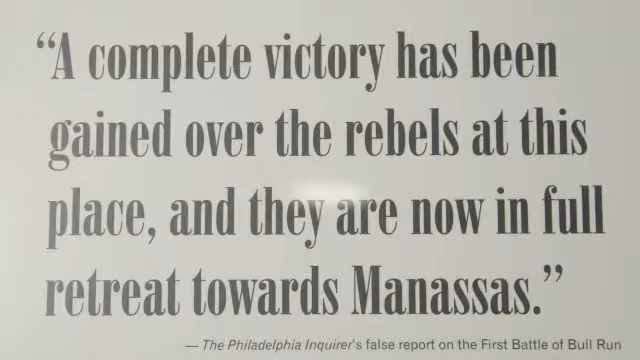 “A complete victory has been
gained over the rebels at this
place, and they are now in full
retreat towards Manassas.”
— The Philadelphia Inquirer's false report on the First Battle of Bull Run